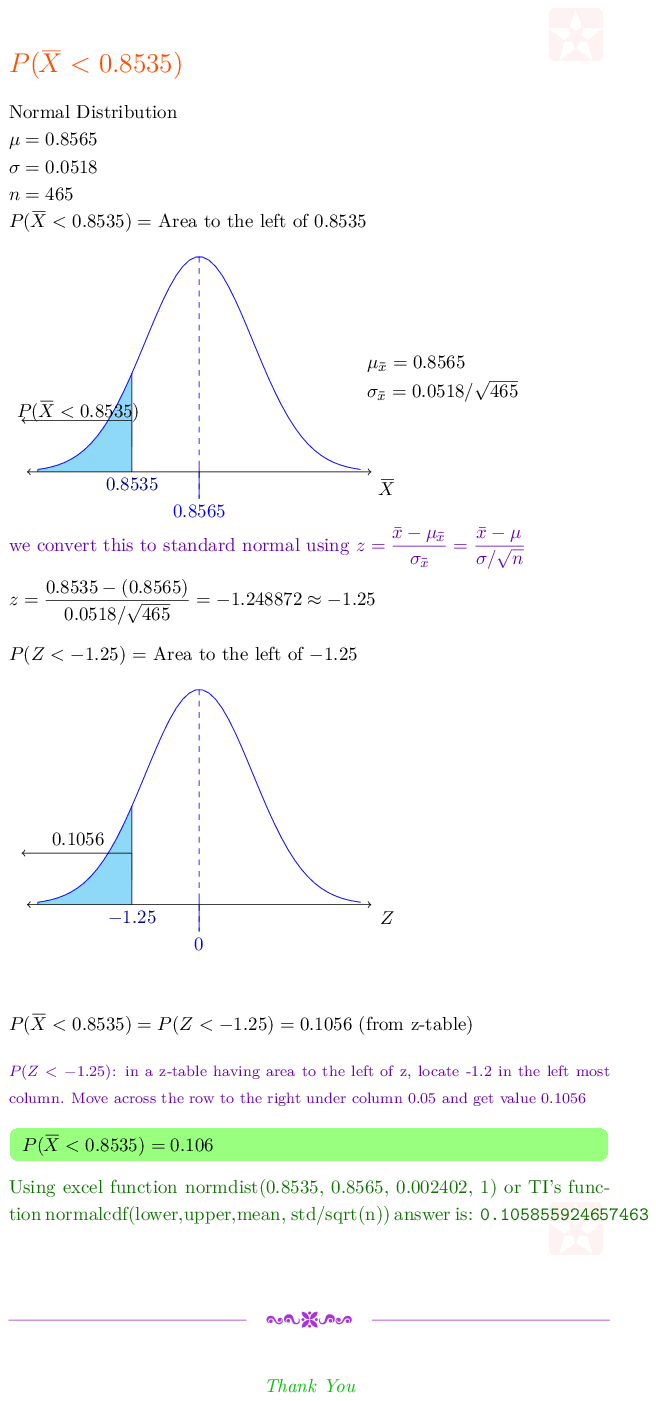 P(X̅ < 0.8535)
Normal Distribution
μ = 0.8565
σ = 0.0518
n = 465
P(X̅ < 0.8535) = Area to the left of 0.8535
μx̄ = 0.8565
σx̄ = 0.0518/√465
P(X̅ < 0.8535)
0.8535
X̅
0.8565
we convert this to standard normal using z = (x̄ − μx̄)/σx̄ = (x̄ − μ)/(σ/√n)
z = (0.8535 − (0.8565))/(0.0518/√465) = −1.248872 ≈ −1.25
P(Z < −1.25) = Area to the left of −1.25
0.1056
−1.25
Z
0
P(X̅ < 0.8535) = P(Z < −1.25) = 0.1056 (from z-table)
P(Z < −1.25): in a z-table having area to the left of z, locate -1.2 in the left most
column. Move across the row to the right under column 0.05 and get value 0.1056
P(X̅ < 0.8535) = 0.106
Using excel function normdist(0.8535, 0.8565, 0.002402, 1) or TI's func-
tion normalcdf(lower,upper,mean, std/sqrt(n)) answer is: 0.105855924657463
Thank You